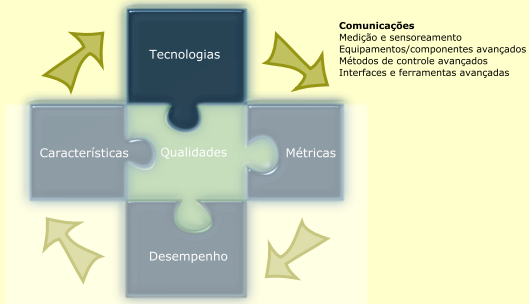 Comunicações
Medição e sensoreamento
Equipamentos/componentes avançados
Métodos de controle avançados
Interfaces e ferramentas avançadas
Tecnologias
Características
Qualidades
Métricas
Desempenho